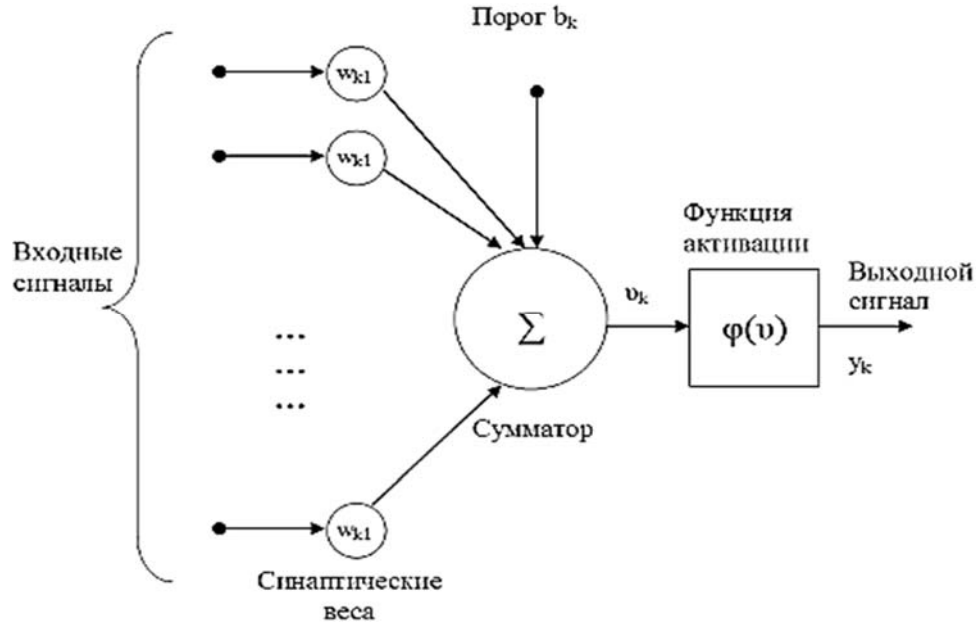 Порог bk
wk1
wk1
Функция
активации
Входные
сигналы
Выходной
сигнал
υk
Σ
φ(υ)
yk
...
...
...
Сумматор
wk1
Синаптические
веса